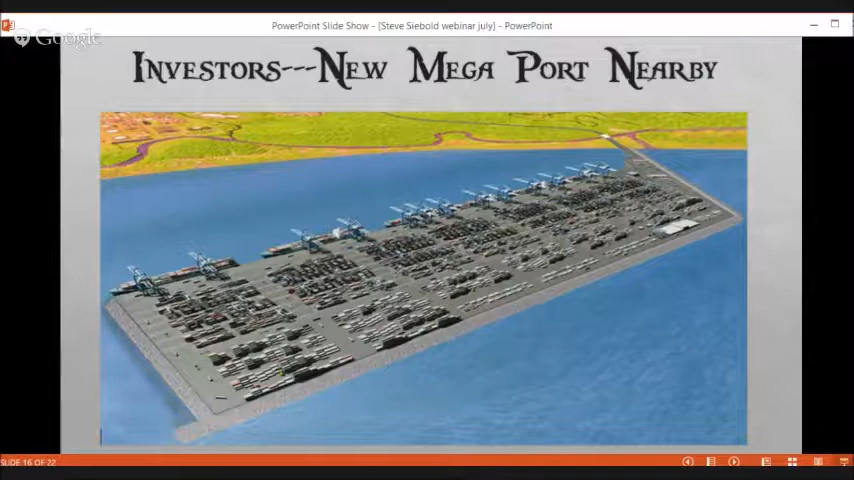 PowerPoint Slide Show - [Steve Siebold webinar july] - PowerPoint
Google
INVESTORS---NEW MEGA PORT NEARBY
SLIDE 16 OF 22